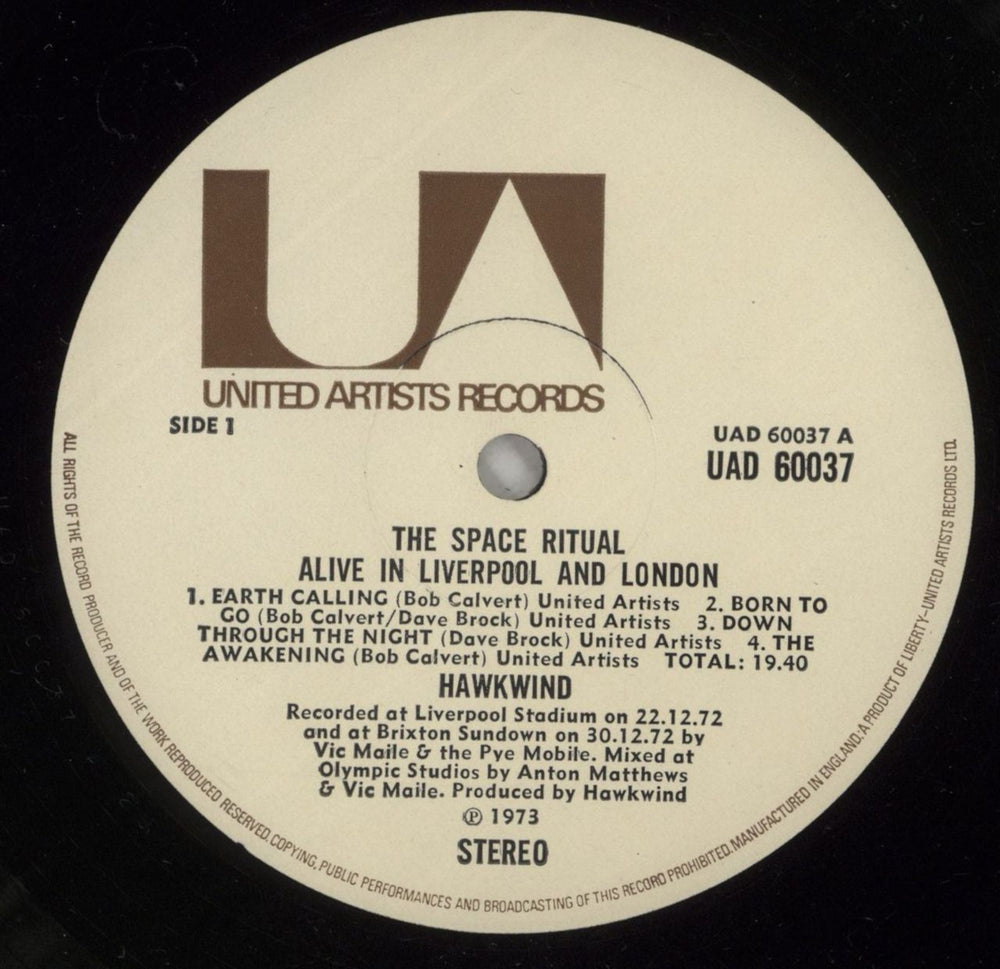 UA
UNITED ARTISTS RECORDS
SIDE 1
UAD 60037 A
UAD 60037
THE SPACE RITUAL
ALIVE IN LIVERPOOL AND LONDON
1. EARTH CALLING (Bob Calvert) United Artists 2. BORN TO
GO (Bob Calvert/Dave Brock) United Artists 3. DOWN
THROUGH THE NIGHT (Dave Brock) United Artists 4. THE
AWAKENING (Bob Calvert) United Artists TOTAL: 19.40
HAWKWIND
Recorded at Liverpool Stadium on 22.12.72
and at Brixton Sundown on 30.12.72 by
Vic Maile & the Pye Mobile. Mixed at
Olympic Studios by Anton Matthews
& Vic Maile. Produced by Hawkwind
℗ 1973
STEREO
ALL RIGHTS OF THE RECORD PRODUCER AND OF THE WORK REPRODUCED RESERVED. COPYING, PUBLIC PERFORMANCES AND BROADCASTING OF THIS RECORD PROHIBITED. MANUFACTURED IN ENGLAND. A PRODUCT OF LIBERTY–UNITED ARTISTS RECORDS LTD.